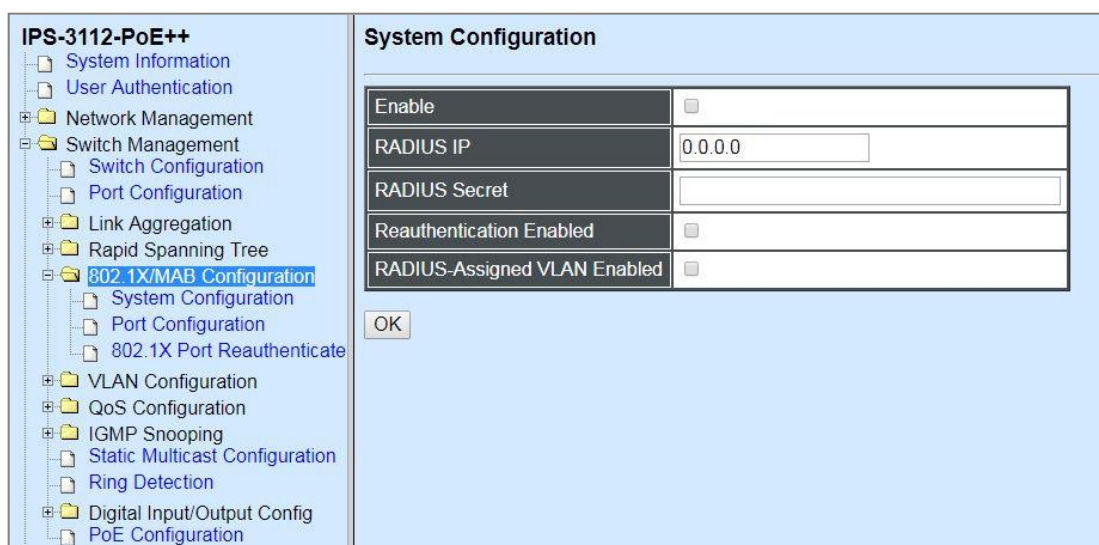 IPS-3112-PoE++
System Information
User Authentication
Network Management
Switch Management
Switch Configuration
Port Configuration
Link Aggregation
Rapid Spanning Tree
802.1X/MAB Configuration
System Configuration
Port Configuration
802.1X Port Reauthenticate
VLAN Configuration
QoS Configuration
IGMP Snooping
Static Multicast Configuration
Ring Detection
Digital Input/Output Config
PoE Configuration
System Configuration
Enable
RADIUS IP 0.0.0.0
RADIUS Secret
Reauthentication Enabled
RADIUS-Assigned VLAN Enabled
OK